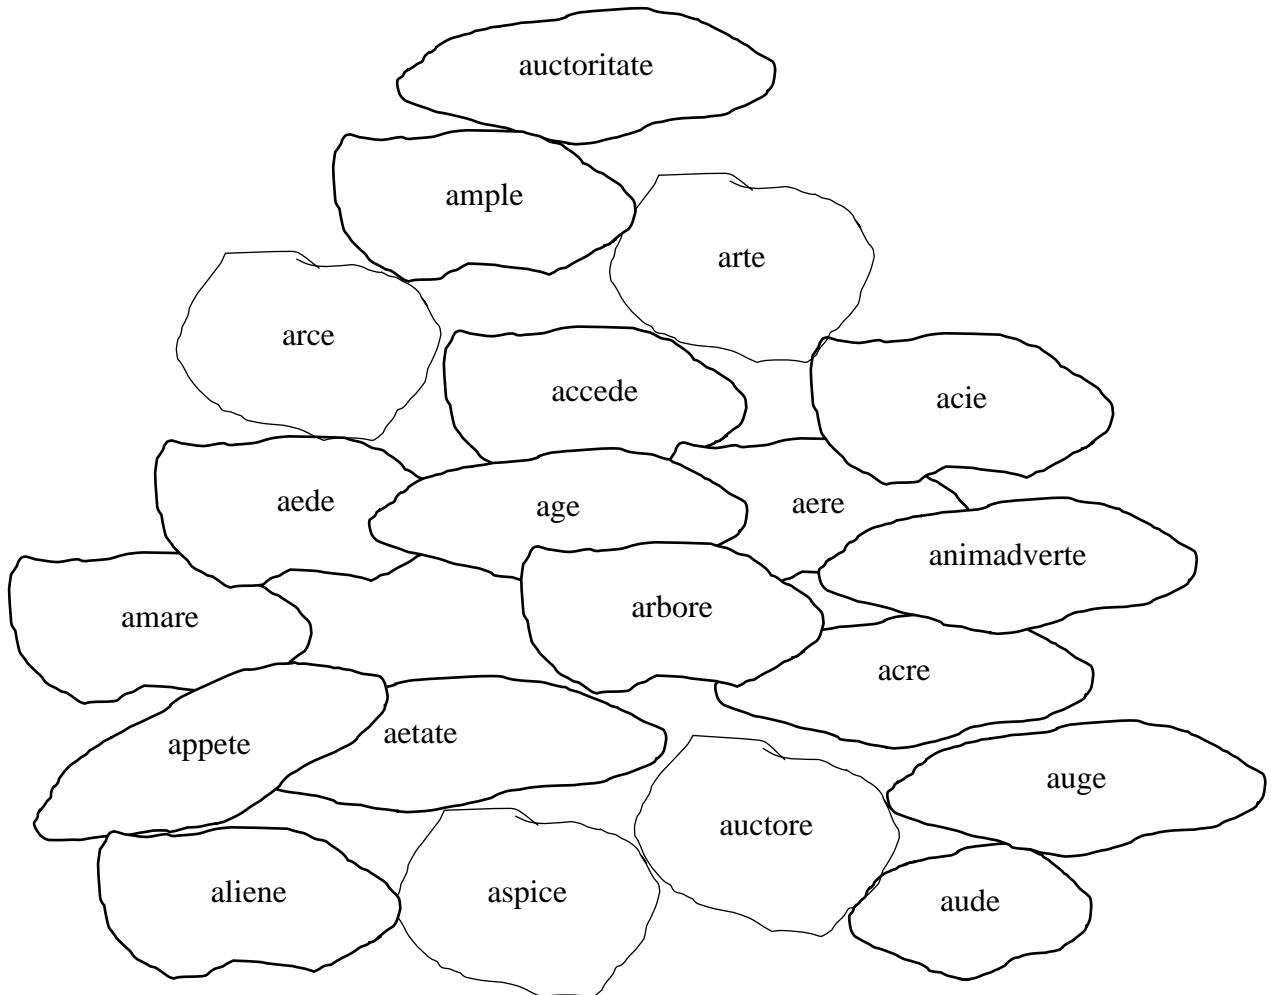 auctoritate
ample
arte
arce
accede
acie
aede
age
aere
animadverte
amare
arbore
acre
appete
aetate
auge
auctore
aliene
aspice
aude